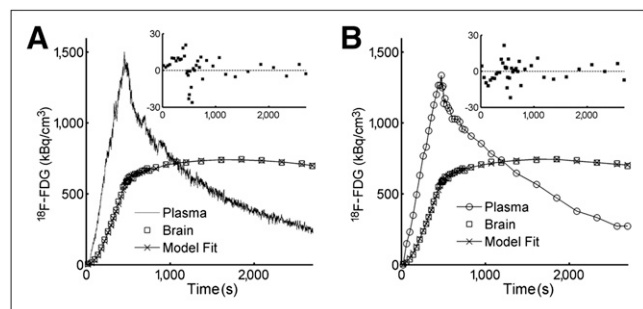 A
30
0
-30
0
1,000
2,000
1,500
1,000
500
0
0
1,000
2,000
¹⁸F-FDG (kBq/cm³)
Plasma
Brain
Model Fit
Time(s)
B
30
0
-30
0
1,000
2,000
1,500
1,000
500
0
0
1,000
2,000
¹⁸F-FDG (kBq/cm³)
Plasma
Brain
Model Fit
Time(s)